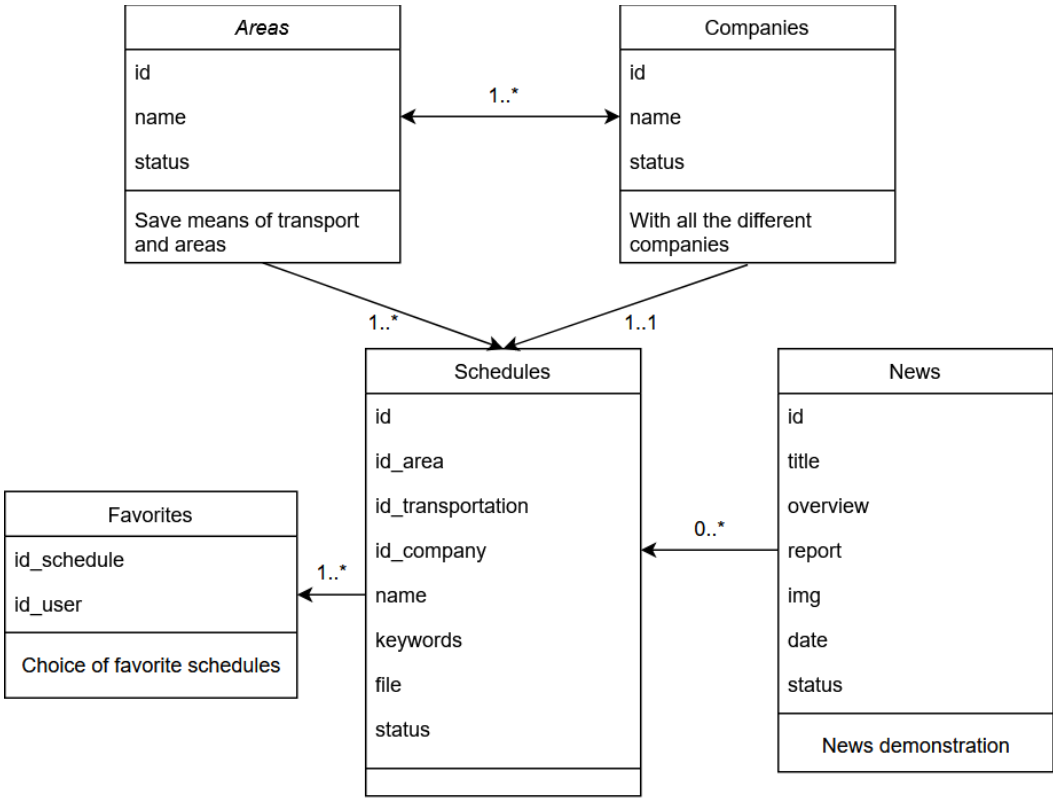 Areas
id
name
status
Save means of transport
and areas
1..*
Companies
id
name
status
With all the different
companies
1..*
1..1
Schedules
id
id_area
id_transportation
id_company
name
keywords
file
status
News
id
title
overview
report
img
date
status
News demonstration
0..*
Favorites
id_schedule
id_user
Choice of favorite schedules
1..*